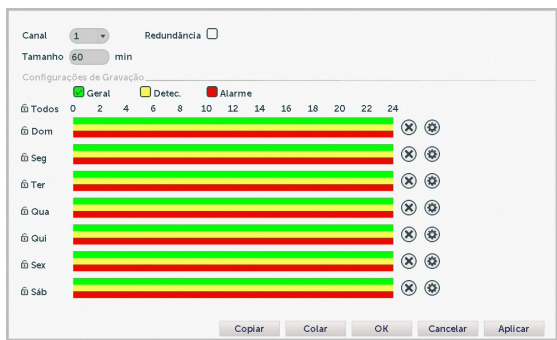 Canal 1 Redundância
Tamanho 60 min
Configurações de Gravação
Geral Detec. Alarme
Todos 0 2 4 6 8 10 12 14 16 18 20 22 24
Dom
Seg
Ter
Qua
Qui
Sex
Sáb
Copiar Colar OK Cancelar Aplicar